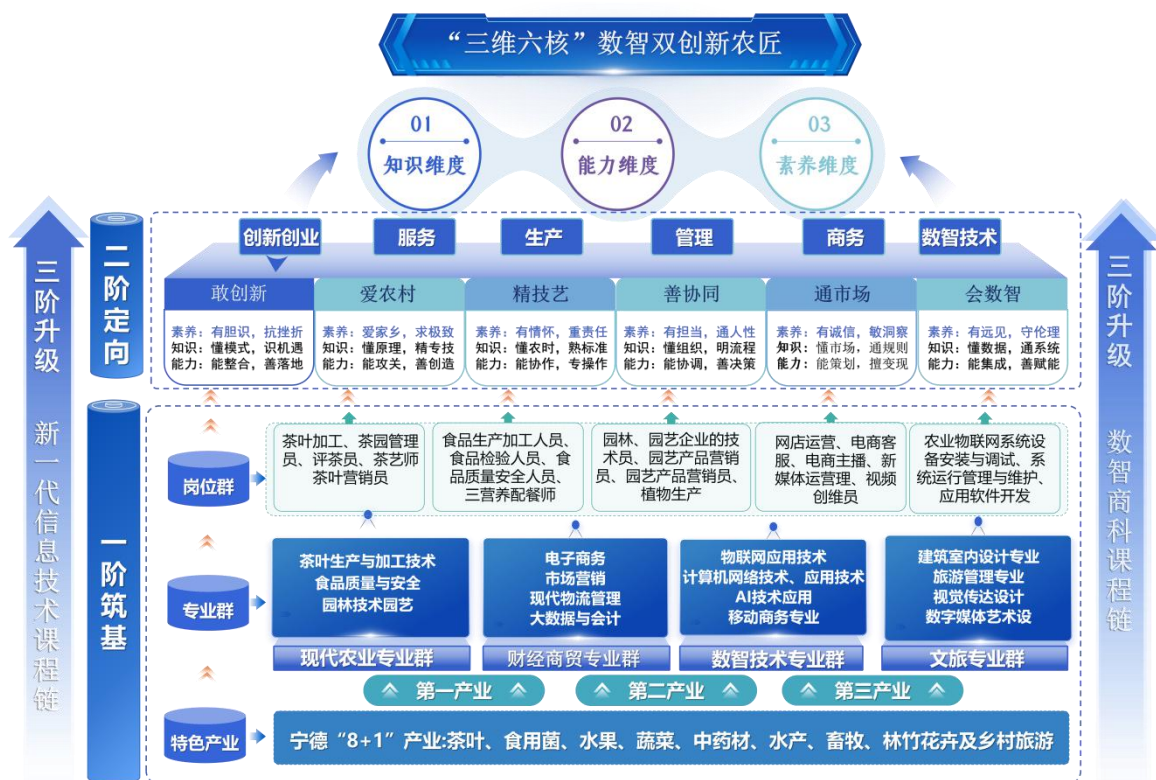 “三维六核”数智双创新农匠
01
知识维度
02
能力维度
03
素养维度
三阶升级 新一代信息技术课程链
二阶定向
创新创业
服务
生产
管理
商务
数智技术
敢创新
素养：有胆识，抗挫折
知识：懂模式，识机遇
能力：能整合，善落地
爱农村
素养：爱家乡，求极致
知识：懂原理，精专技
能力：能攻关，善创造
精技艺
素养：有情怀，重责任
知识：懂农时，熟标准
能力：能协作，专操作
善协同
素养：有担当，通人性
知识：懂组织，明流程
能力：能协调，善决策
通市场
素养：有诚信，敏洞察
知识：懂市场，通规则
能力：能策划，擅变现
会数智
素养：有远见，守伦理
知识：懂数据，通系统
能力：能集成，善赋能
三阶升级 数智商科课程链
一阶筑基
岗位群
茶叶加工、茶园管理
员、评茶员、茶艺师
茶叶营销员
食品生产加工人员、
食品检验人员、食
品质量安全人员、
三营养配餐师
园林、园艺企业的技
术员、园艺产品营销
员、园艺产品营销员、
植物生产
网店运营、电商客
服、电商主播、新
媒体运营理、视频
创维员
农业物联网系统设
备安装与调试、系
统运行管理与维护、
应用软件开发
专业群
茶叶生产与加工技术
食品质量与安全
园林技术园艺
现代农业专业群
电子商务
市场营销
现代物流管理
大数据与会计
财经商贸专业群
物联网应用技术
计算机网络技术、应用技术
AI技术应用
移动商务专业
数智技术专业群
建筑室内设计专业
旅游管理专业
视觉传达设计
数字媒体艺术设
文旅专业群
第一产业
第二产业
第三产业
特色产业
宁德“8+1”产业:茶叶、食用菌、水果、蔬菜、中药材、水产、畜牧、林竹花卉及乡村旅游